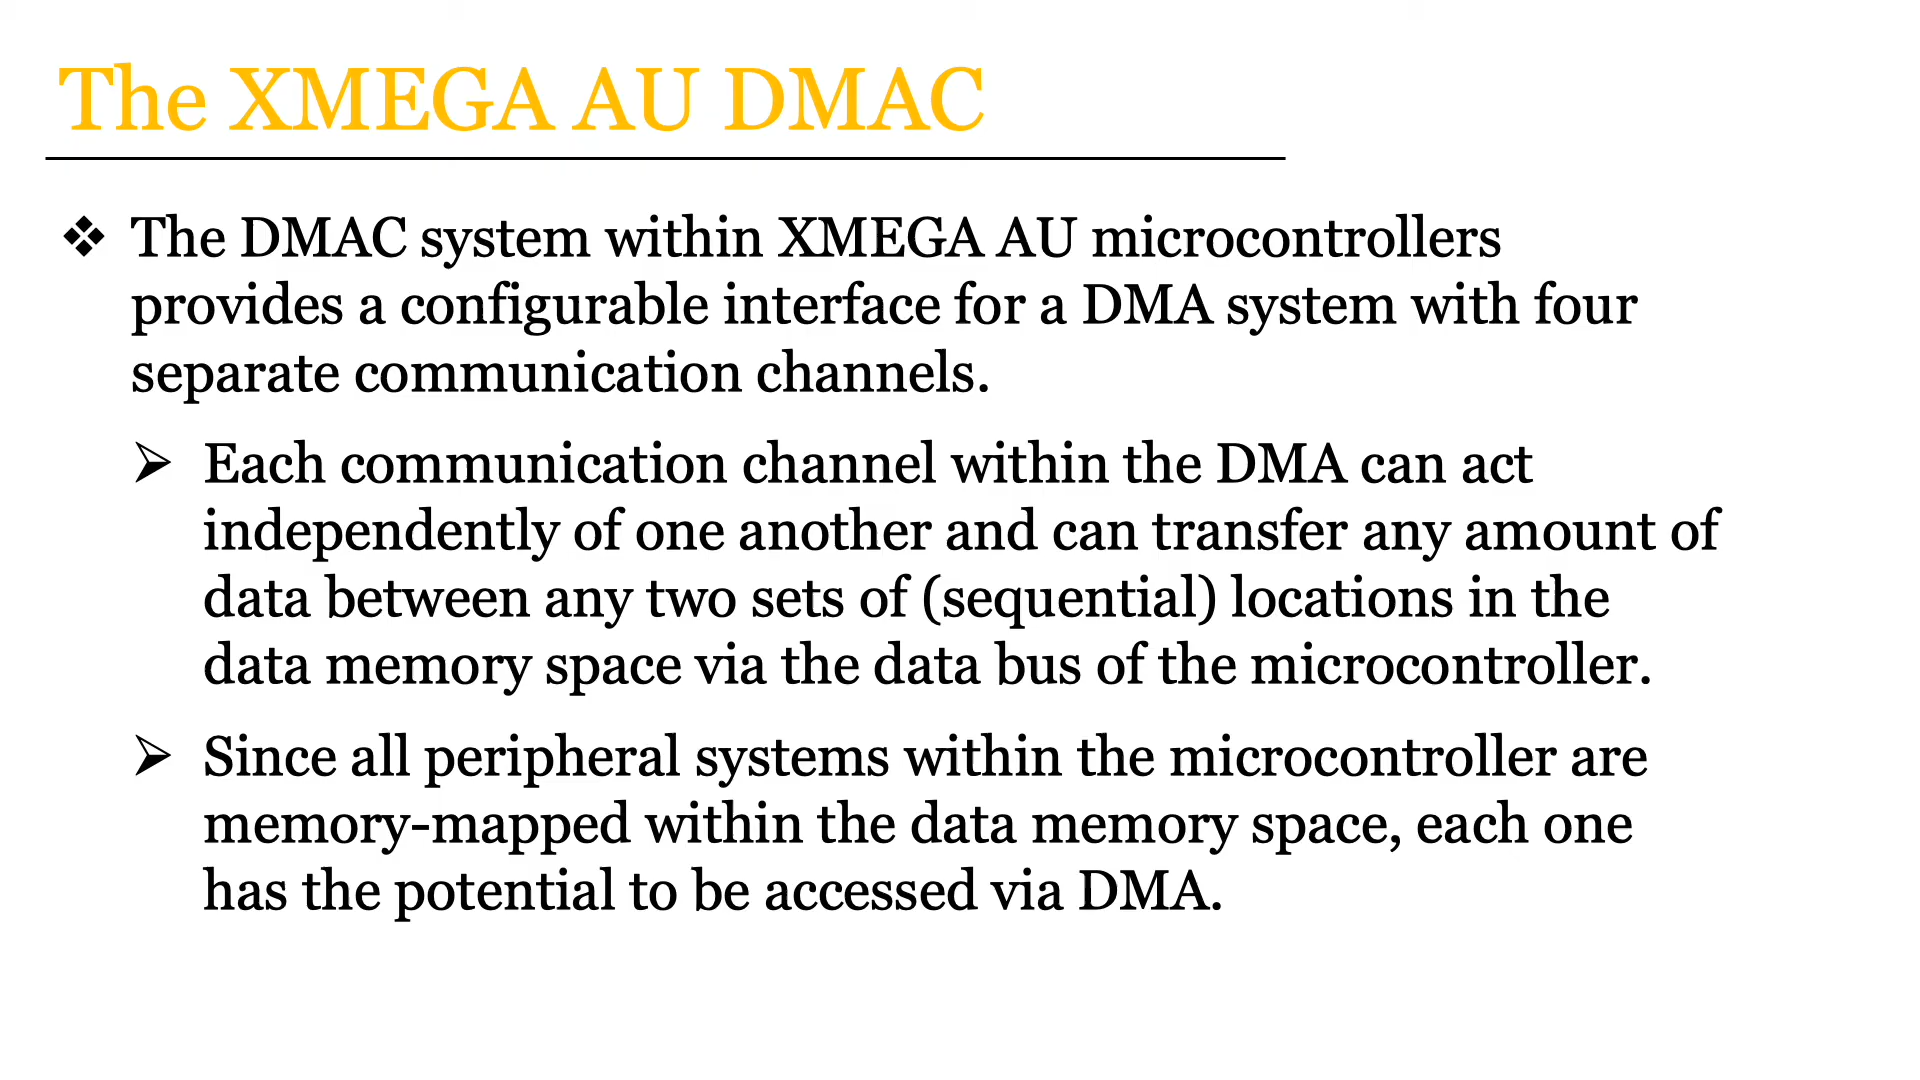 The XMEGA AU DMAC
❖ The DMAC system within XMEGA AU microcontrollers
provides a configurable interface for a DMA system with four
separate communication channels.
➢ Each communication channel within the DMA can act
independently of one another and can transfer any amount of
data between any two sets of (sequential) locations in the
data memory space via the data bus of the microcontroller.
➢ Since all peripheral systems within the microcontroller are
memory-mapped within the data memory space, each one
has the potential to be accessed via DMA.